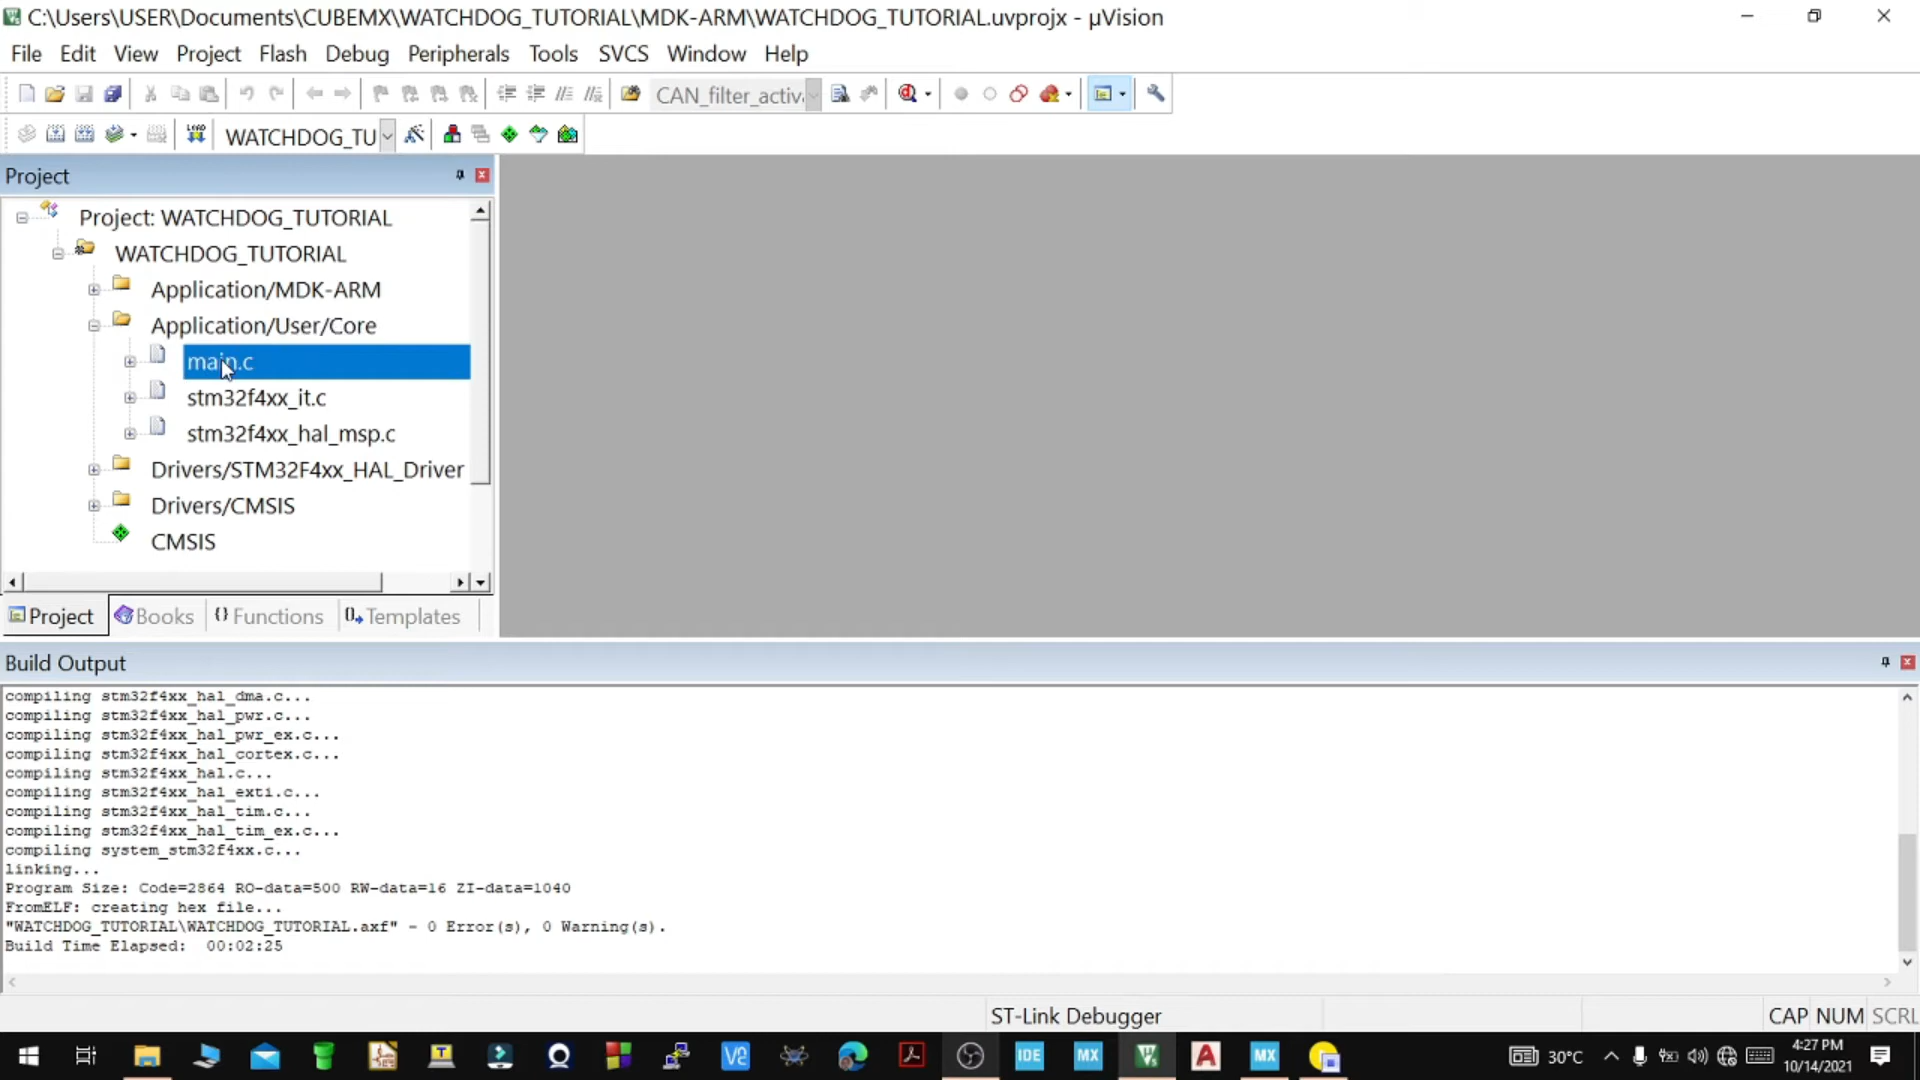 C:\Users\USER\Documents\CUBEMX\WATCHDOG_TUTORIAL\MDK-ARM\WATCHDOG_TUTORIAL.uvprojx - µVision
File Edit View Project Flash Debug Peripherals Tools SVCS Window Help
CAN_filter_activ
LOAD
WATCHDOG_TU
Project
Project: WATCHDOG_TUTORIAL
WATCHDOG_TUTORIAL
Application/MDK-ARM
Application/User/Core
main.c
stm32f4xx_it.c
stm32f4xx_hal_msp.c
Drivers/STM32F4xx_HAL_Driver
Drivers/CMSIS
CMSIS
Project Books Functions Templates
Build Output
compiling stm32f4xx_hal_dma.c...
compiling stm32f4xx_hal_pwr.c...
compiling stm32f4xx_hal_pwr_ex.c...
compiling stm32f4xx_hal_cortex.c...
compiling stm32f4xx_hal.c...
compiling stm32f4xx_hal_exti.c...
compiling stm32f4xx_hal_tim.c...
compiling stm32f4xx_hal_tim_ex.c...
compiling system_stm32f4xx.c...
linking...
Program Size: Code=2864 RO-data=500 RW-data=16 ZI-data=1040
FromELF: creating hex file...
"WATCHDOG_TUTORIAL\WATCHDOG_TUTORIAL.axf" - 0 Error(s), 0 Warning(s).
Build Time Elapsed:  00:02:25
ST-Link Debugger CAP NUM SCRL
IDE MX MX 30°C 4:27 PM
10/14/2021